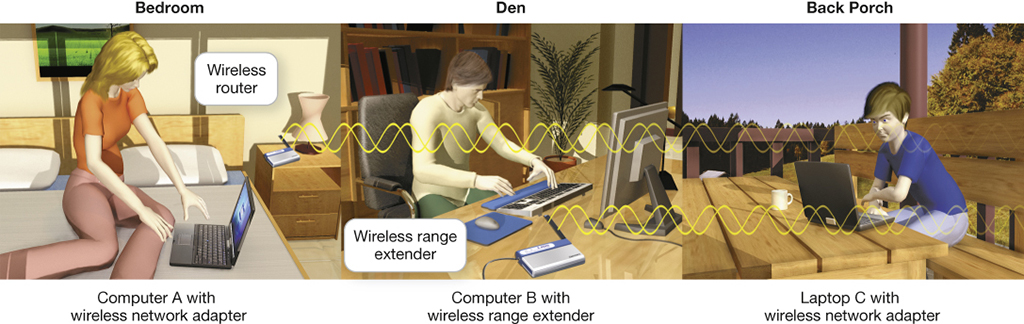 Bedroom
Den
Back Porch
Wireless
router
Wireless range
extender
Computer A with
wireless network adapter
Computer B with
wireless range extender
Laptop C with
wireless network adapter